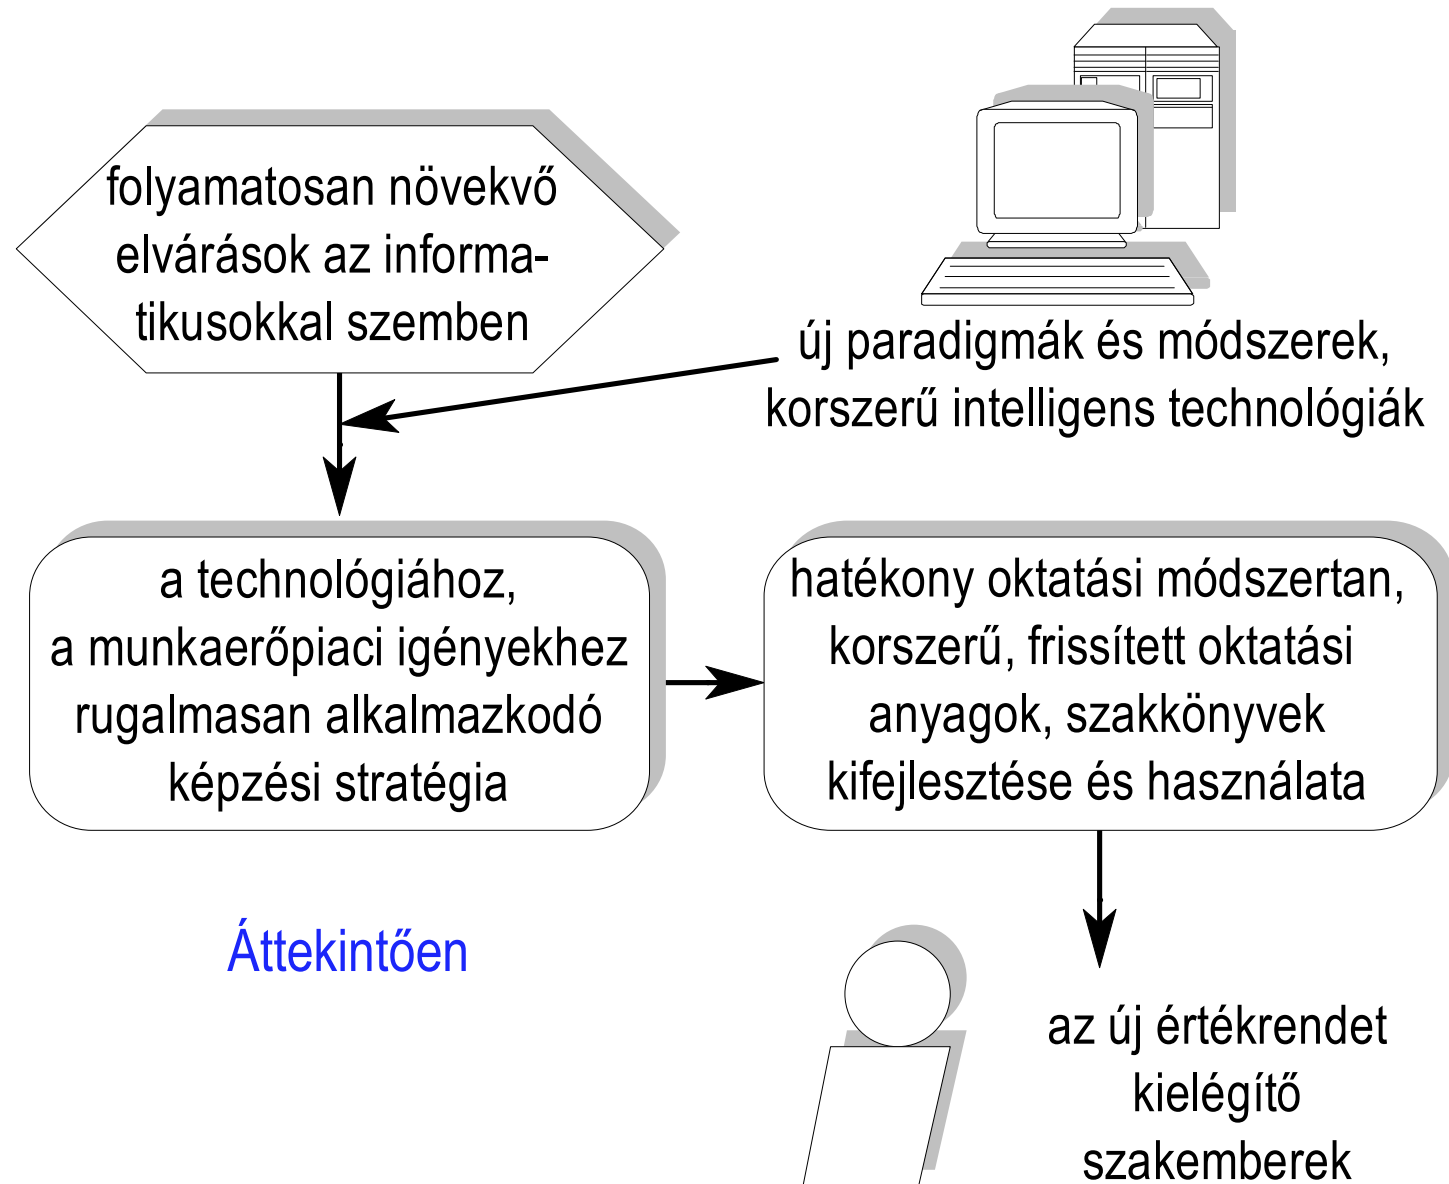 folyamatosan növekvő
elvárások az informa-
tikusokkal szemben
új paradigmák és módszerek,
korszerű intelligens technológiák
a technológiához,
a munkaerőpiaci igényekhez
rugalmasan alkalmazkodó
képzési stratégia
hatékony oktatási módszertan,
korszerű, frissített oktatási
anyagok, szakkönyvek
kifejlesztése és használata
Áttekintően
az új értékrendet
kielégítő
szakemberek